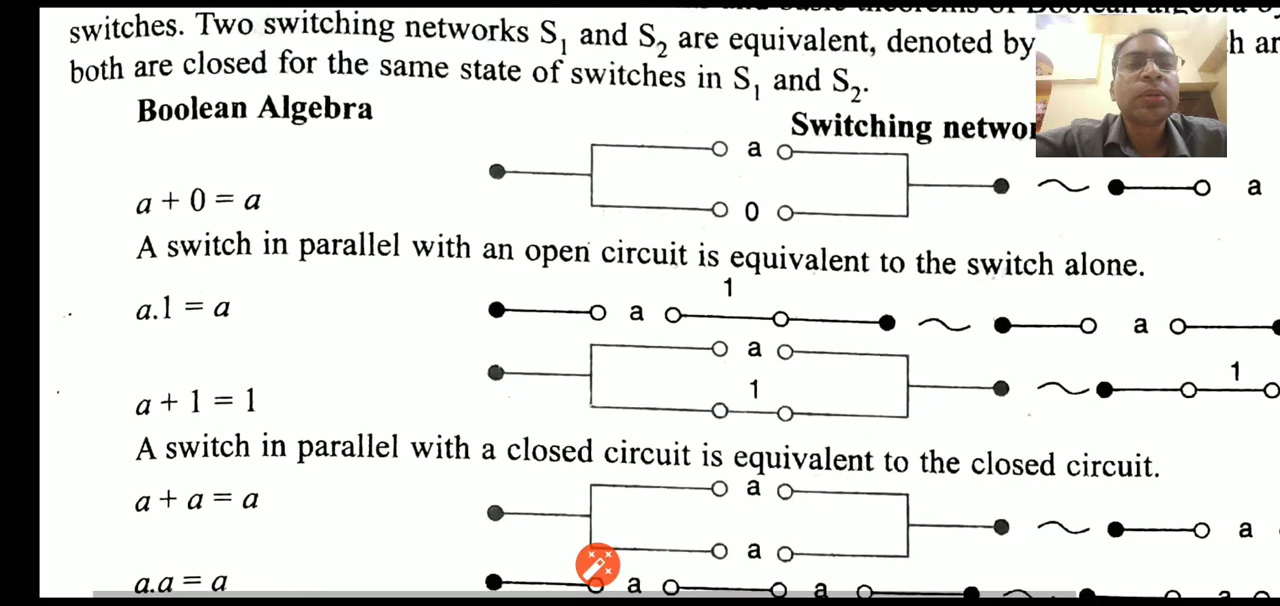 switches. Two switching networks S₁ and S₂ are equivalent, denoted by
both are closed for the same state of switches in S₁ and S₂.
Boolean Algebra
Switching
a
a
a + 0 = a
0
A switch in parallel with an open circuit is equivalent to the switch alone.
1
a.1 = a
a
a
a
1
1
a + 1 = 1
A switch in parallel with a closed circuit is equivalent to the closed circuit.
a
a + a = a
a
a
a.a = a
a
a